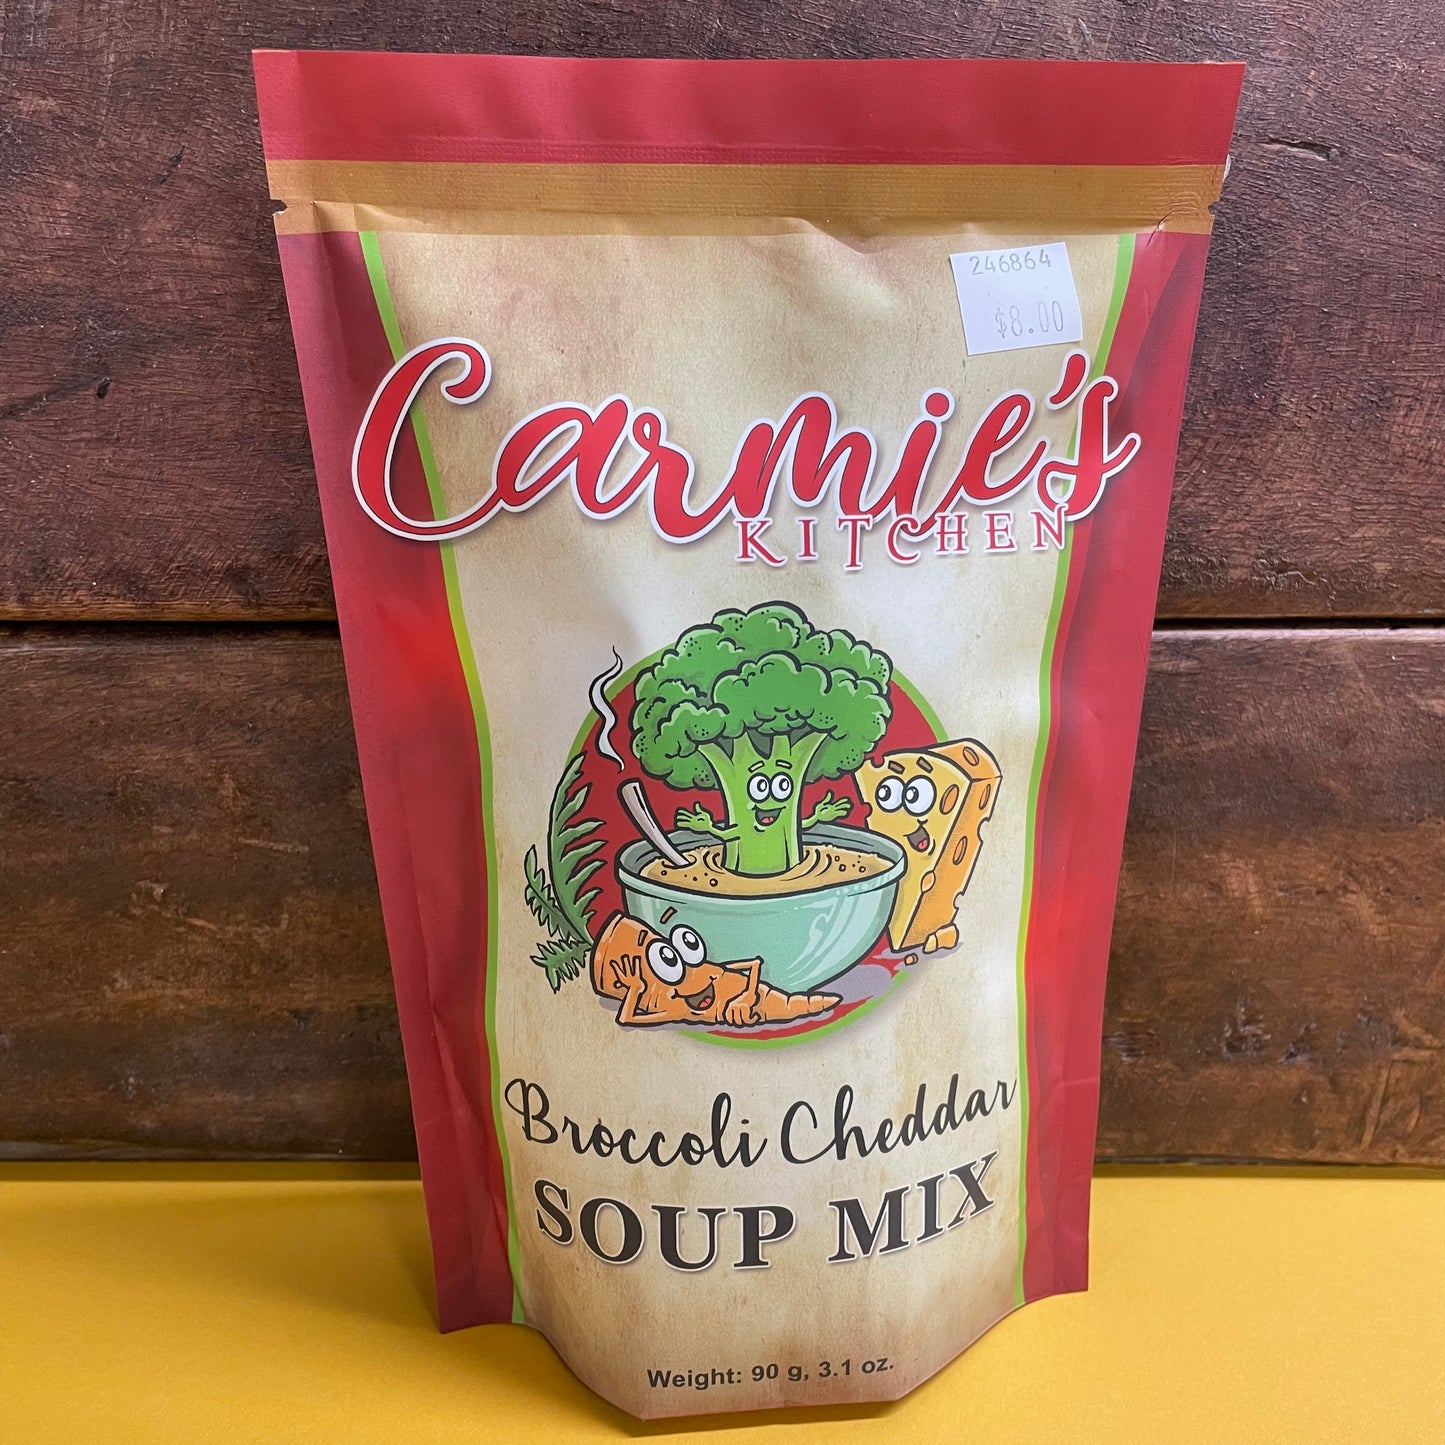 246864
$8.00
Carmie's
KITCHEN
Broccoli Cheddar
SOUP MIX
Weight: 90 g, 3.1 oz.